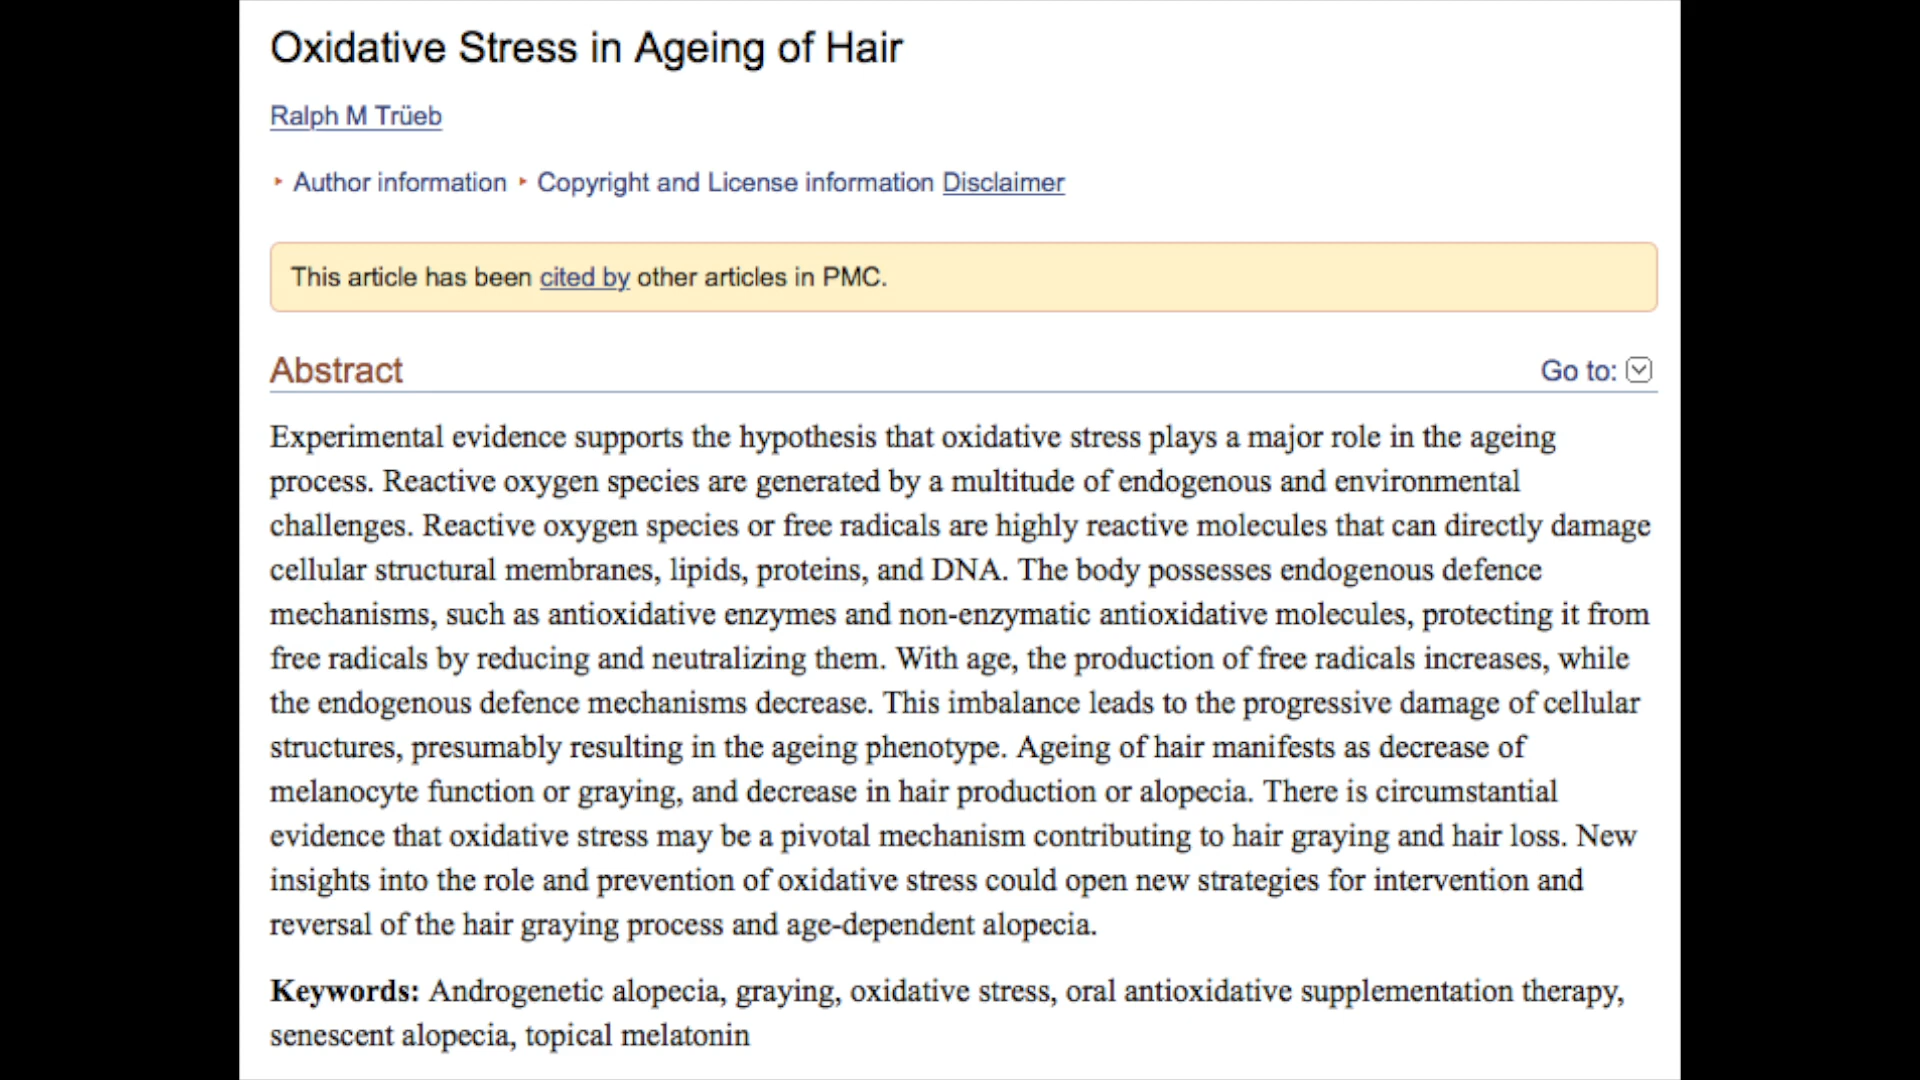 Oxidative Stress in Ageing of Hair
Ralph M Trüeb
‣ Author information ‣ Copyright and License information Disclaimer
This article has been cited by other articles in PMC.
Abstract
Go to:
Experimental evidence supports the hypothesis that oxidative stress plays a major role in the ageing
process. Reactive oxygen species are generated by a multitude of endogenous and environmental
challenges. Reactive oxygen species or free radicals are highly reactive molecules that can directly damage
cellular structural membranes, lipids, proteins, and DNA. The body possesses endogenous defence
mechanisms, such as antioxidative enzymes and non-enzymatic antioxidative molecules, protecting it from
free radicals by reducing and neutralizing them. With age, the production of free radicals increases, while
the endogenous defence mechanisms decrease. This imbalance leads to the progressive damage of cellular
structures, presumably resulting in the ageing phenotype. Ageing of hair manifests as decrease of
melanocyte function or graying, and decrease in hair production or alopecia. There is circumstantial
evidence that oxidative stress may be a pivotal mechanism contributing to hair graying and hair loss. New
insights into the role and prevention of oxidative stress could open new strategies for intervention and
reversal of the hair graying process and age-dependent alopecia.
Keywords: Androgenetic alopecia, graying, oxidative stress, oral antioxidative supplementation therapy,
senescent alopecia, topical melatonin